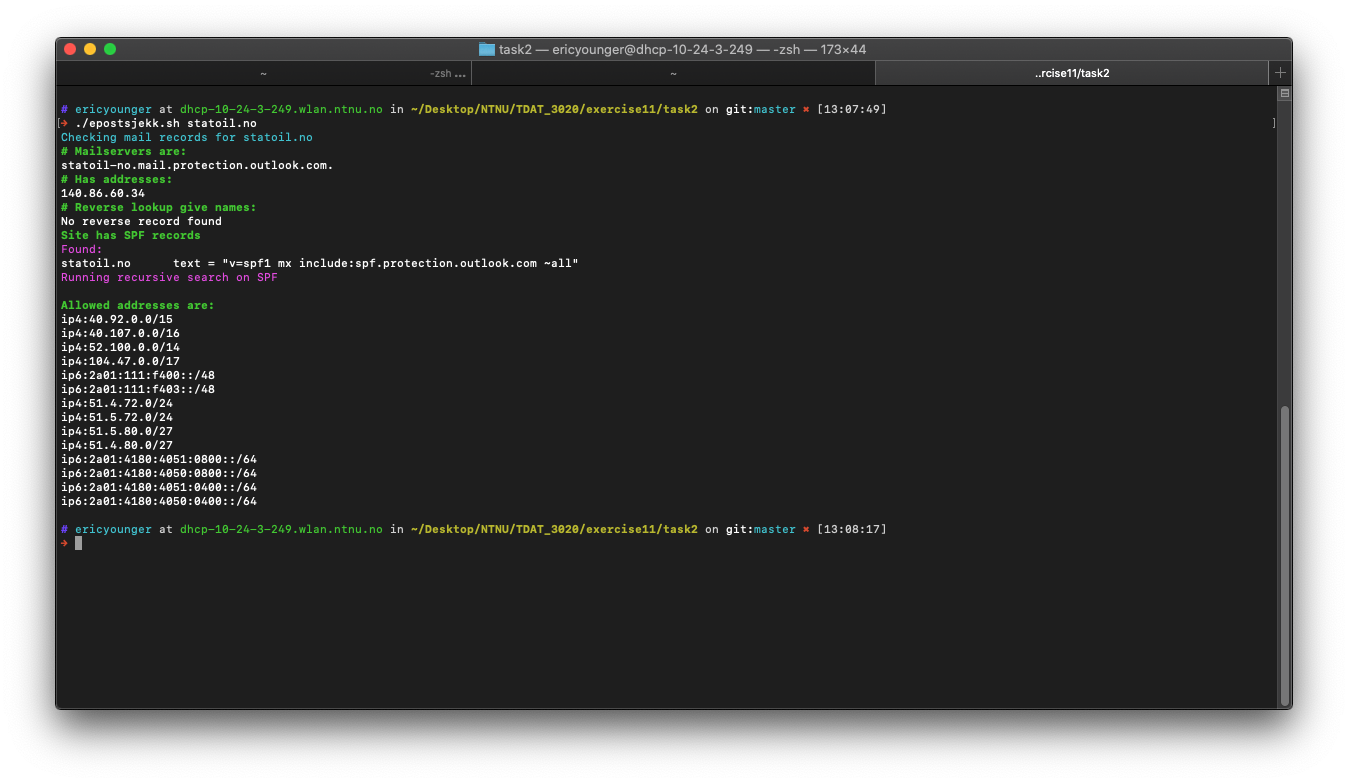 task2 — ericyounger@dhcp-10-24-3-249 — -zsh — 173×44
~ -zsh ... ~ ..rcise11/task2 +
# ericyounger at dhcp-10-24-3-249.wlan.ntnu.no in ~/Desktop/NTNU/TDAT_3020/exercise11/task2 on git:master ✖ [13:07:49]
[➜ ./epostsjekk.sh statoil.no ]
Checking mail records for statoil.no
# Mailservers are:
statoil-no.mail.protection.outlook.com.
# Has addresses:
140.86.60.34
# Reverse lookup give names:
No reverse record found
Site has SPF records
Found:
statoil.no text = "v=spf1 mx include:spf.protection.outlook.com ~all"
Running recursive search on SPF
Allowed addresses are:
ip4:40.92.0.0/15
ip4:40.107.0.0/16
ip4:52.100.0.0/14
ip4:104.47.0.0/17
ip6:2a01:111:f400::/48
ip6:2a01:111:f403::/48
ip4:51.4.72.0/24
ip4:51.5.72.0/24
ip4:51.5.80.0/27
ip4:51.4.80.0/27
ip6:2a01:4180:4051:0800::/64
ip6:2a01:4180:4050:0800::/64
ip6:2a01:4180:4051:0400::/64
ip6:2a01:4180:4050:0400::/64
# ericyounger at dhcp-10-24-3-249.wlan.ntnu.no in ~/Desktop/NTNU/TDAT_3020/exercise11/task2 on git:master ✖ [13:08:17]
➜